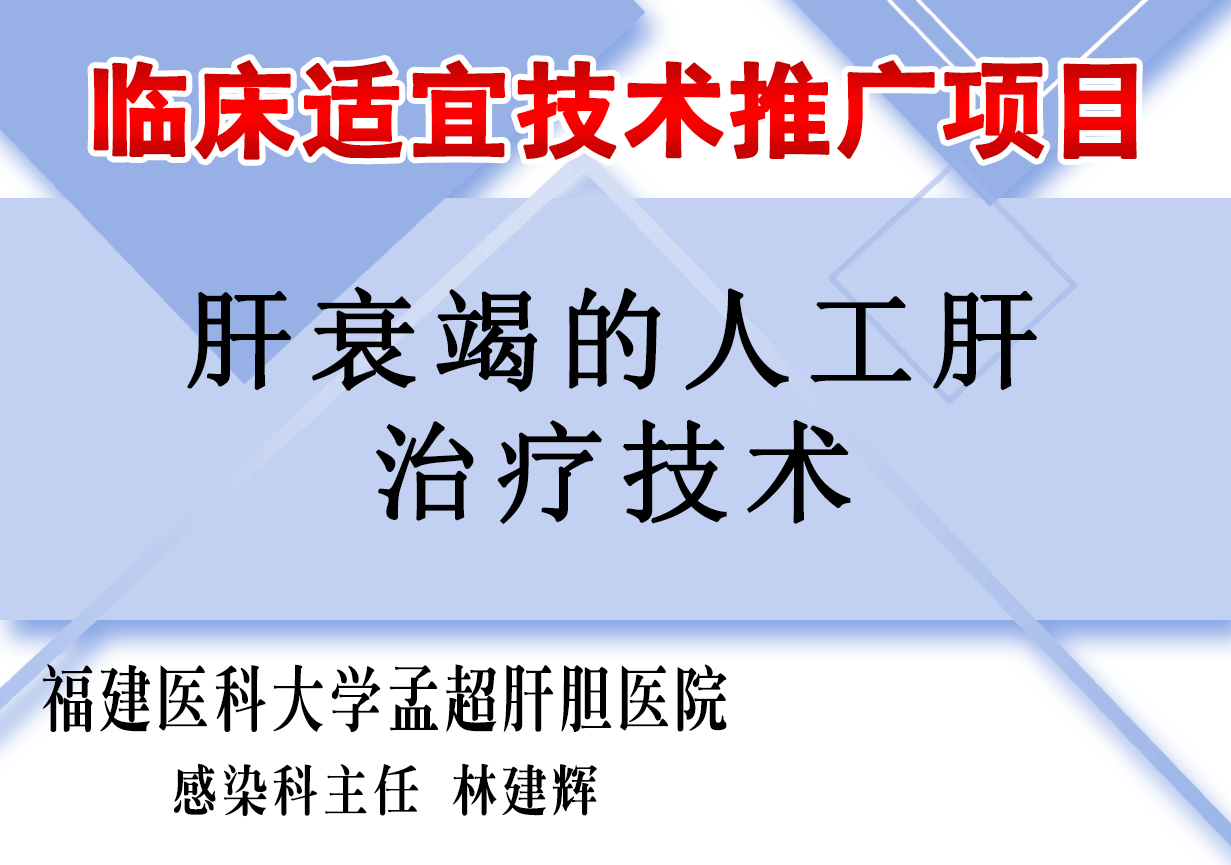 临床适宜技术推广项目
肝衰竭的人工肝
治疗技术
福建医科大学孟超肝胆医院
感染科主任 林建辉